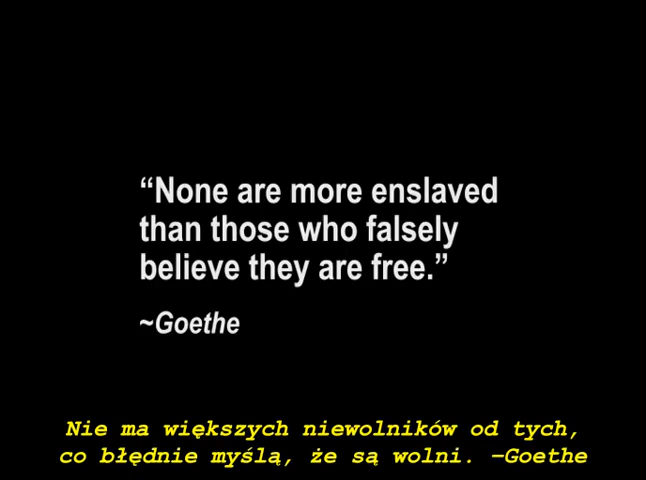 “None are more enslaved
than those who falsely
believe they are free.”
~Goethe
Nie ma większych niewolników od tych,
co błędnie myślą, że są wolni. –Goethe